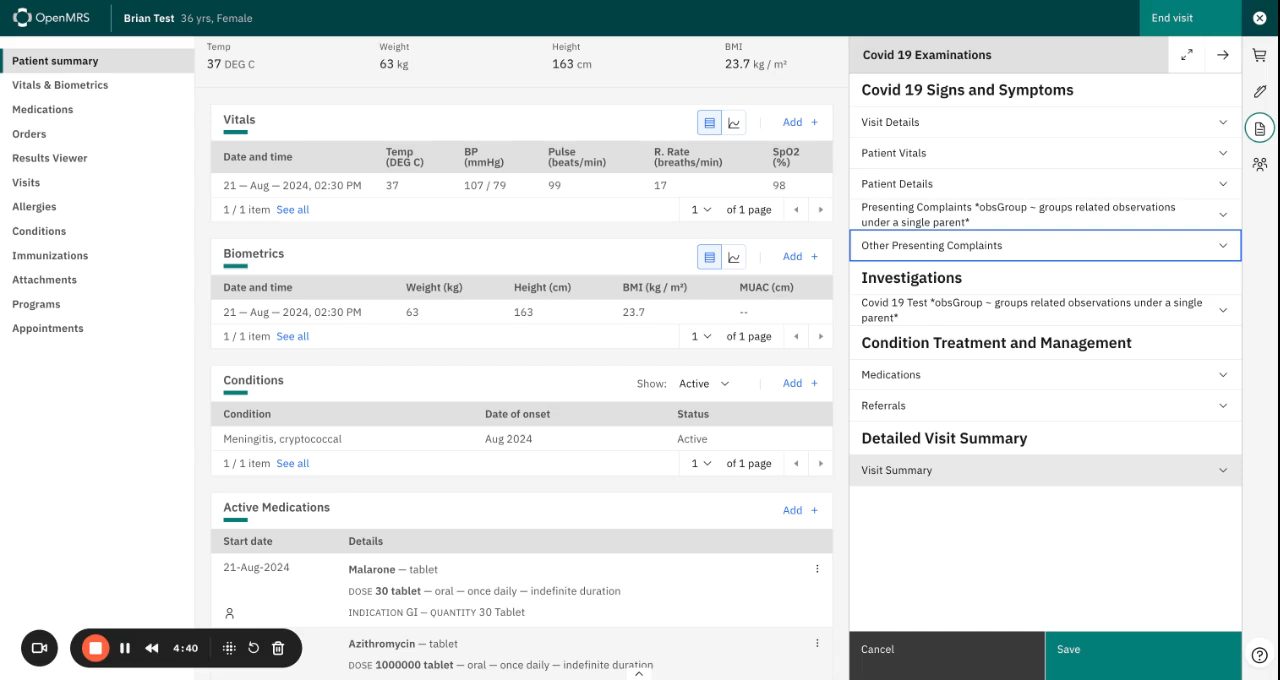 OpenMRS
Brian Test 36 yrs, Female
End visit
Patient summary
Vitals & Biometrics
Medications
Orders
Results Viewer
Visits
Allergies
Conditions
Immunizations
Attachments
Programs
Appointments
Temp Weight Height BMI
37 DEG C 63 kg 163 cm 23.7 kg / m²
Vitals
Add +
Date and time Temp (DEG C) BP (mmHg) Pulse (beats/min) R. Rate (breaths/min) SpO2 (%)
21 — Aug — 2024, 02:30 PM 37 107 / 79 99 17 98
1 / 1 item See all 1 of 1 page
Biometrics
Add +
Date and time Weight (kg) Height (cm) BMI (kg / m²) MUAC (cm)
21 — Aug — 2024, 02:30 PM 63 163 23.7 --
1 / 1 item See all 1 of 1 page
Conditions
Show: Active Add +
Condition Date of onset Status
Meningitis, cryptococcal Aug 2024 Active
1 / 1 item See all 1 of 1 page
Active Medications
Add +
Start date Details
21-Aug-2024 Malarone — tablet
DOSE 30 tablet — oral — once daily — indefinite duration
INDICATION GI — QUANTITY 30 Tablet
Azithromycin — tablet
DOSE 1000000 tablet — oral — once daily — indefinite duration
4:40
Covid 19 Examinations
Covid 19 Signs and Symptoms
Visit Details
Patient Vitals
Patient Details
Presenting Complaints *obsGroup ~ groups related observations
under a single parent*
Other Presenting Complaints
Investigations
Covid 19 Test *obsGroup ~ groups related observations under a single
parent*
Condition Treatment and Management
Medications
Referrals
Detailed Visit Summary
Visit Summary
Cancel
Save